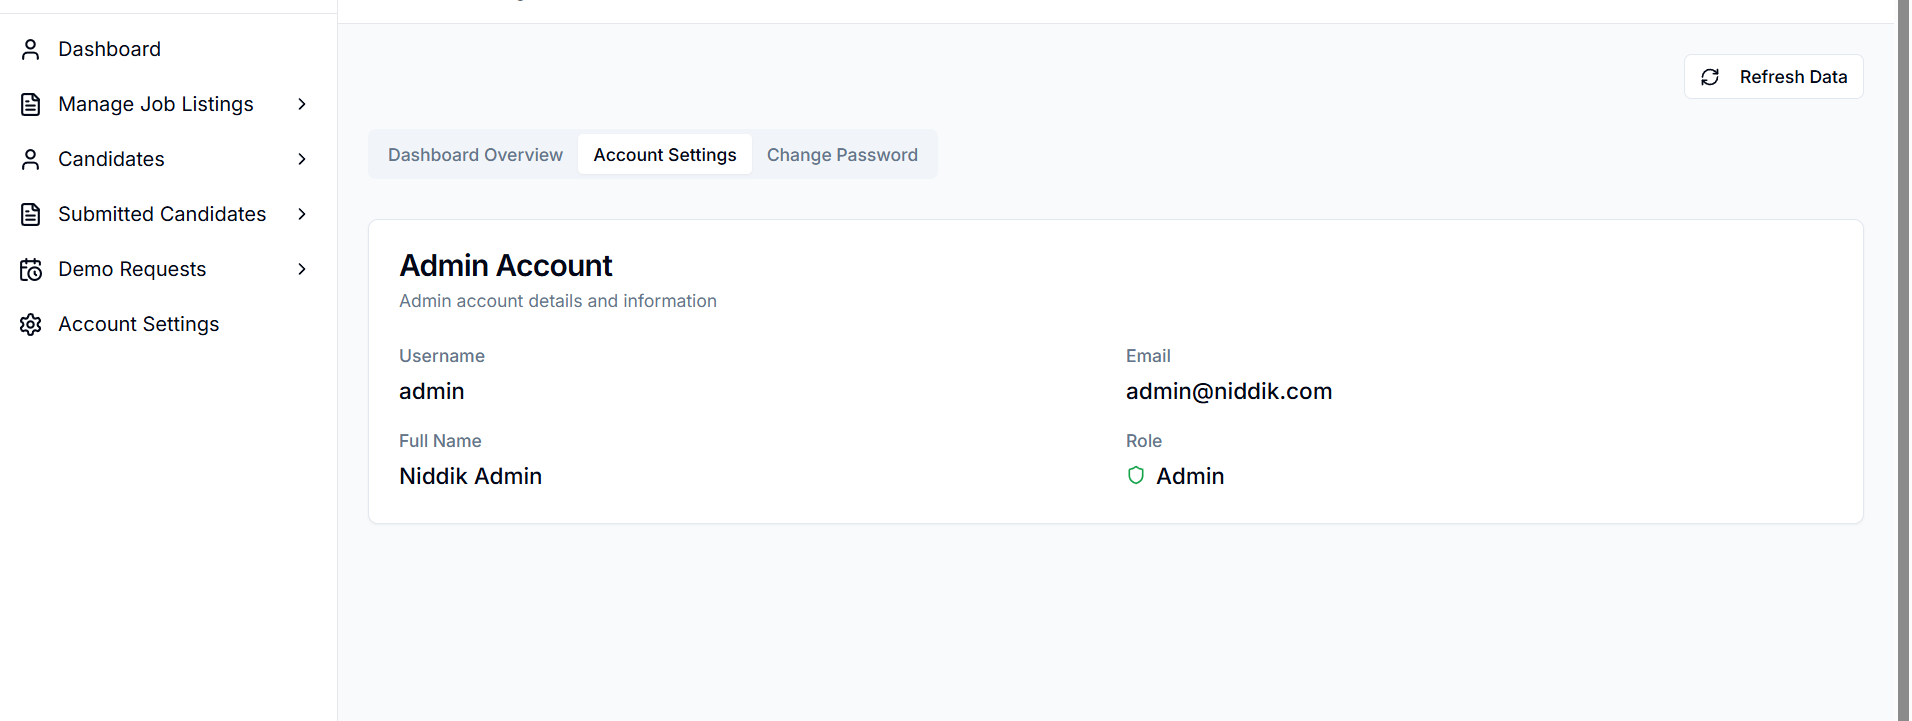 Dashboard
Manage Job Listings
Candidates
Submitted Candidates
Demo Requests
Account Settings
Refresh Data
Dashboard Overview Account Settings Change Password
Admin Account
Admin account details and information
Username
admin
Email
admin@niddik.com
Full Name
Niddik Admin
Role
Admin